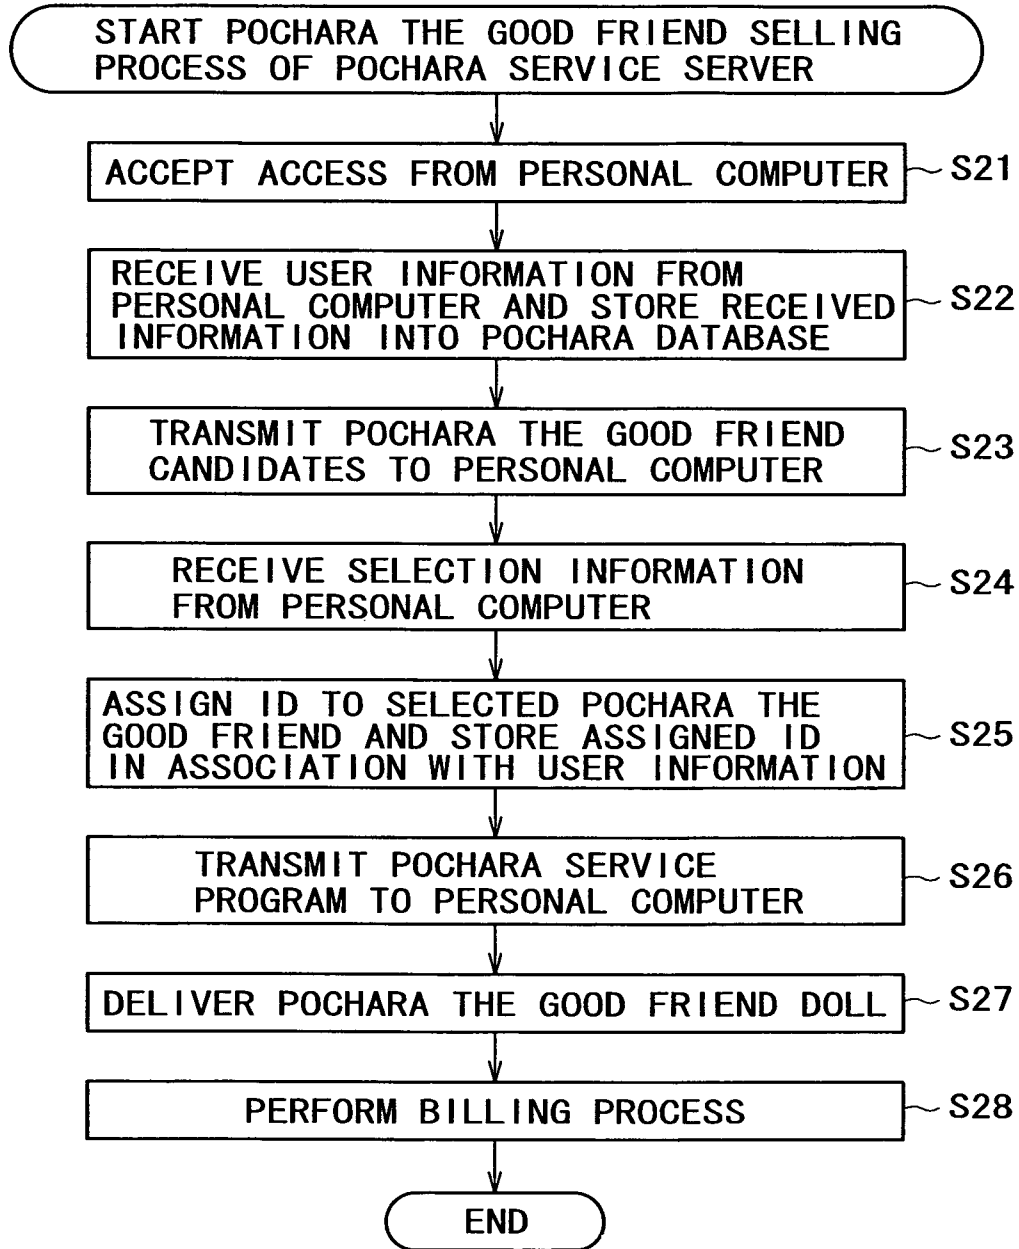 START POCHARA THE GOOD FRIEND SELLING
PROCESS OF POCHARA SERVICE SERVER
ACCEPT ACCESS FROM PERSONAL COMPUTER
S21
RECEIVE USER INFORMATION FROM
PERSONAL COMPUTER AND STORE RECEIVED
INFORMATION INTO POCHARA DATABASE
S22
TRANSMIT POCHARA THE GOOD FRIEND
CANDIDATES TO PERSONAL COMPUTER
S23
RECEIVE SELECTION INFORMATION
FROM PERSONAL COMPUTER
S24
ASSIGN ID TO SELECTED POCHARA THE
GOOD FRIEND AND STORE ASSIGNED ID
IN ASSOCIATION WITH USER INFORMATION
S25
TRANSMIT POCHARA SERVICE
PROGRAM TO PERSONAL COMPUTER
S26
DELIVER POCHARA THE GOOD FRIEND DOLL
S27
PERFORM BILLING PROCESS
S28
END